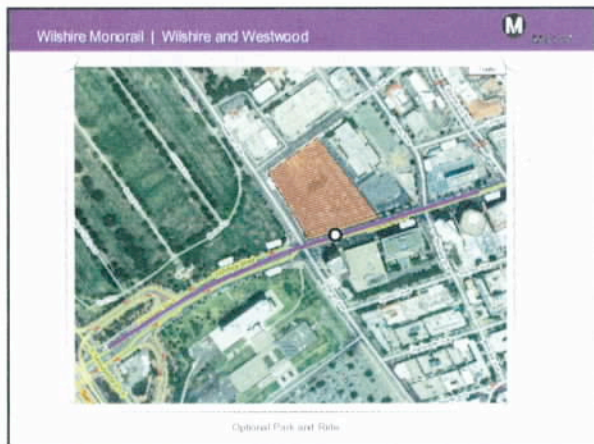 Wilshire Monorail | Wilshire and Westwood
M
Optional Park and Ride